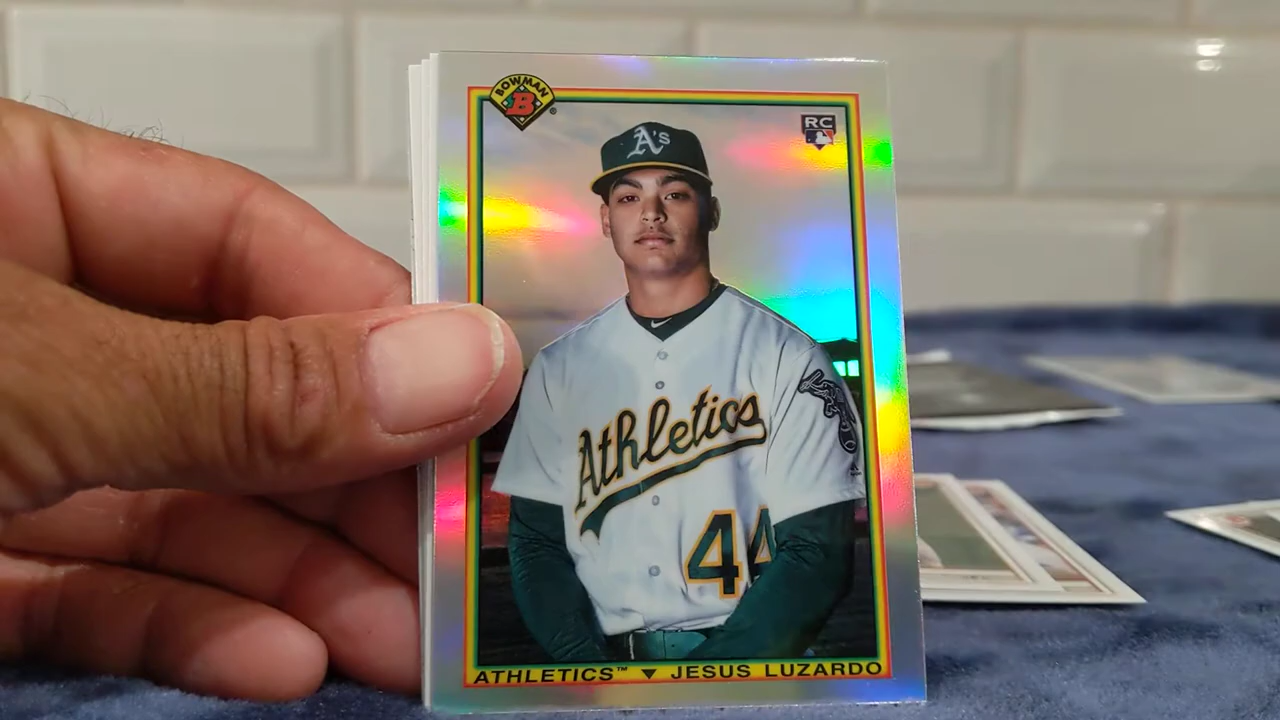 BOWMAN
B
®
RC
A's
Athletics
44
ATHLETICS™ ▼ JESUS LUZARDO